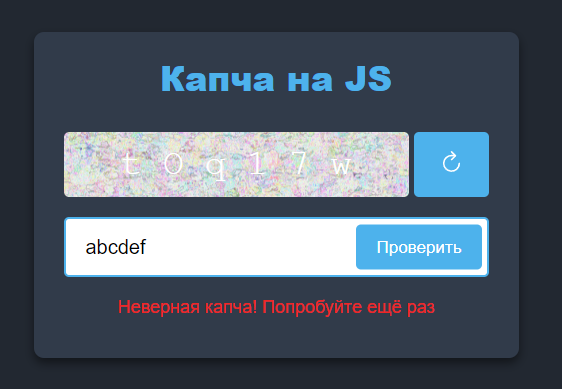 Капча на JS
t 0 q 1 7 w
abcdef
Проверить
Неверная капча! Попробуйте ещё раз